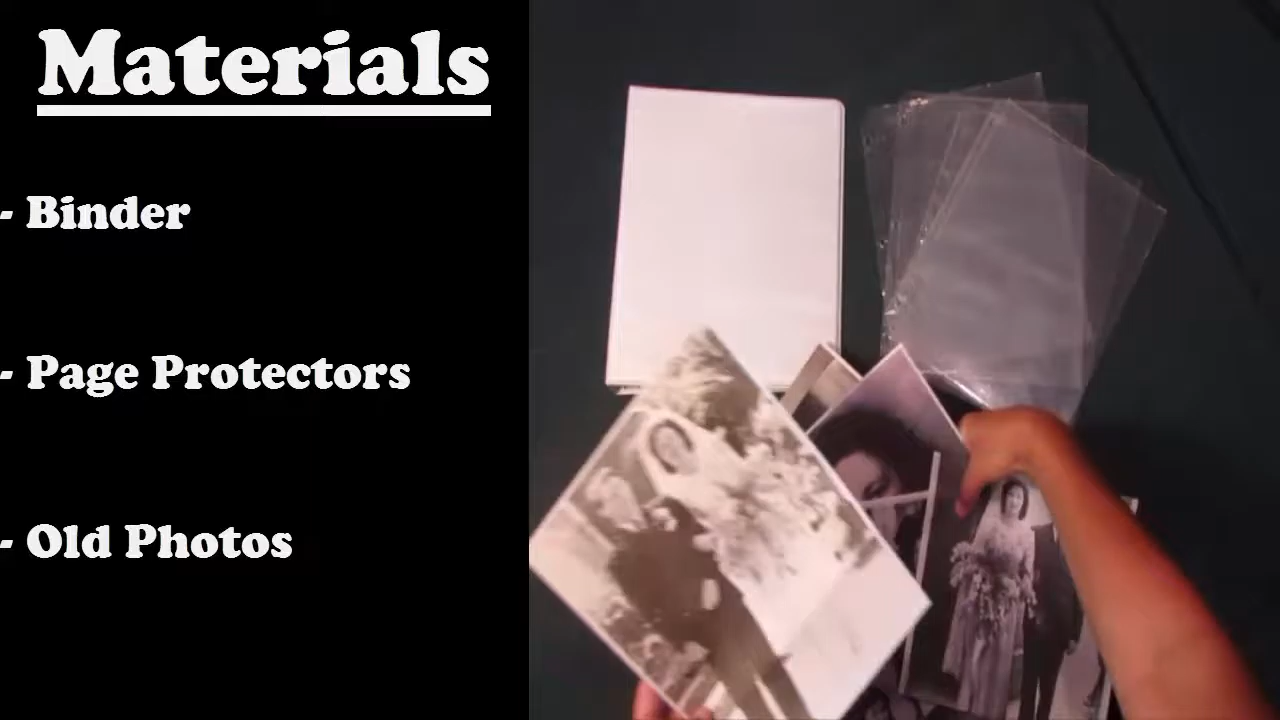 Materials
- Binder
- Page Protectors
- Old Photos